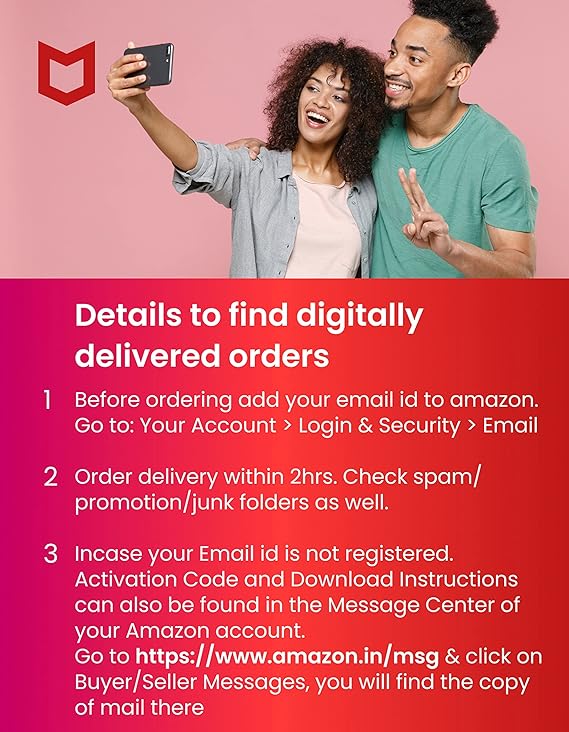 Details to find digitally
delivered orders
1 Before ordering add your email id to amazon.
Go to: Your Account > Login & Security > Email
2 Order delivery within 2hrs. Check spam/
promotion/junk folders as well.
3 Incase your Email id is not registered.
Activation Code and Download Instructions
can also be found in the Message Center of
your Amazon account.
Go to https://www.amazon.in/msg & click on
Buyer/Seller Messages, you will find the copy
of mail there